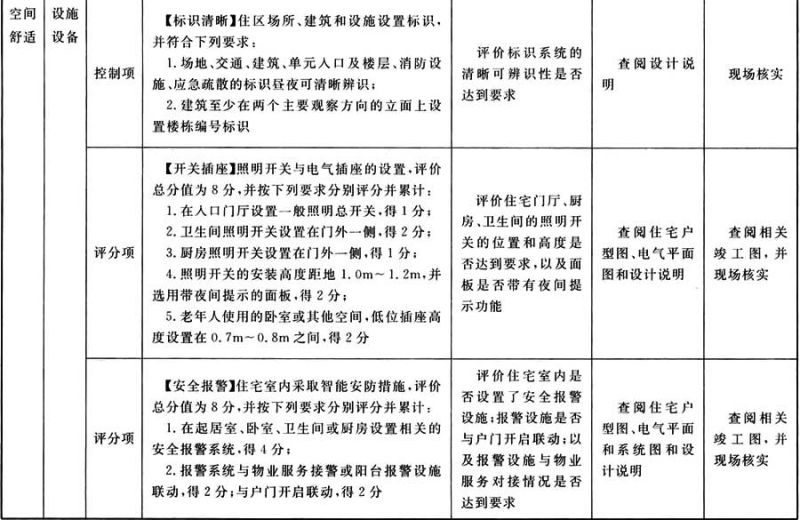 空间
舒适
设施
设备
控制项
【标识清晰】住区场所、建筑和设施设置标识,
并符合下列要求:
1.场地、交通、建筑、单元入口及楼层、消防设
施、应急疏散的标识昼夜可清晰辨识;
2.建筑至少在两个主要观察方向的立面上设
置楼栋编号标识
评价标识系统的
清晰可辨识性是否
达到要求
查阅设计说
明
现场核实
评分项
【开关插座】照明开关与电气插座的设置,评价
总分值为8分,并按下列要求分别评分并累计:
1.在入口门厅设置一般照明总开关,得1分;
2.卫生间照明开关设置在门外一侧,得2分;
3.厨房照明开关设置在门外一侧,得1分;
4.照明开关的安装高度距地1.0m~1.2m,并
选用带夜间提示的面板,得2分;
5.老年人使用的卧室或其他空间,低位插座高
度设置在0.7m~0.8m之间,得2分
评价住宅门厅、厨
房、卫生间的照明开
关的位置和高度是
否达到要求,以及面
板是否带有夜间提
示功能
查阅住宅户
型图、电气平面
图和设计说明
查阅相关
竣工图,并
现场核实
评分项
【安全报警】住宅室内采取智能安防措施,评价
总分值为8分,并按下列要求分别评分并累计:
1.在起居室、卧室、卫生间或厨房设置相关的
安全报警系统,得4分;
2.报警系统与物业服务接警或阳台报警设施
联动,得2分;与户门开启联动,得2分
评价住宅室内是
否设置了安全报警
设施;报警设施是否
与户门开启联动;以
及报警设施与物业
服务对接情况是否
达到要求
查阅住宅户
型图、电气平面
和系统图和设
计说明
查阅相关
竣工图,并
现场核实